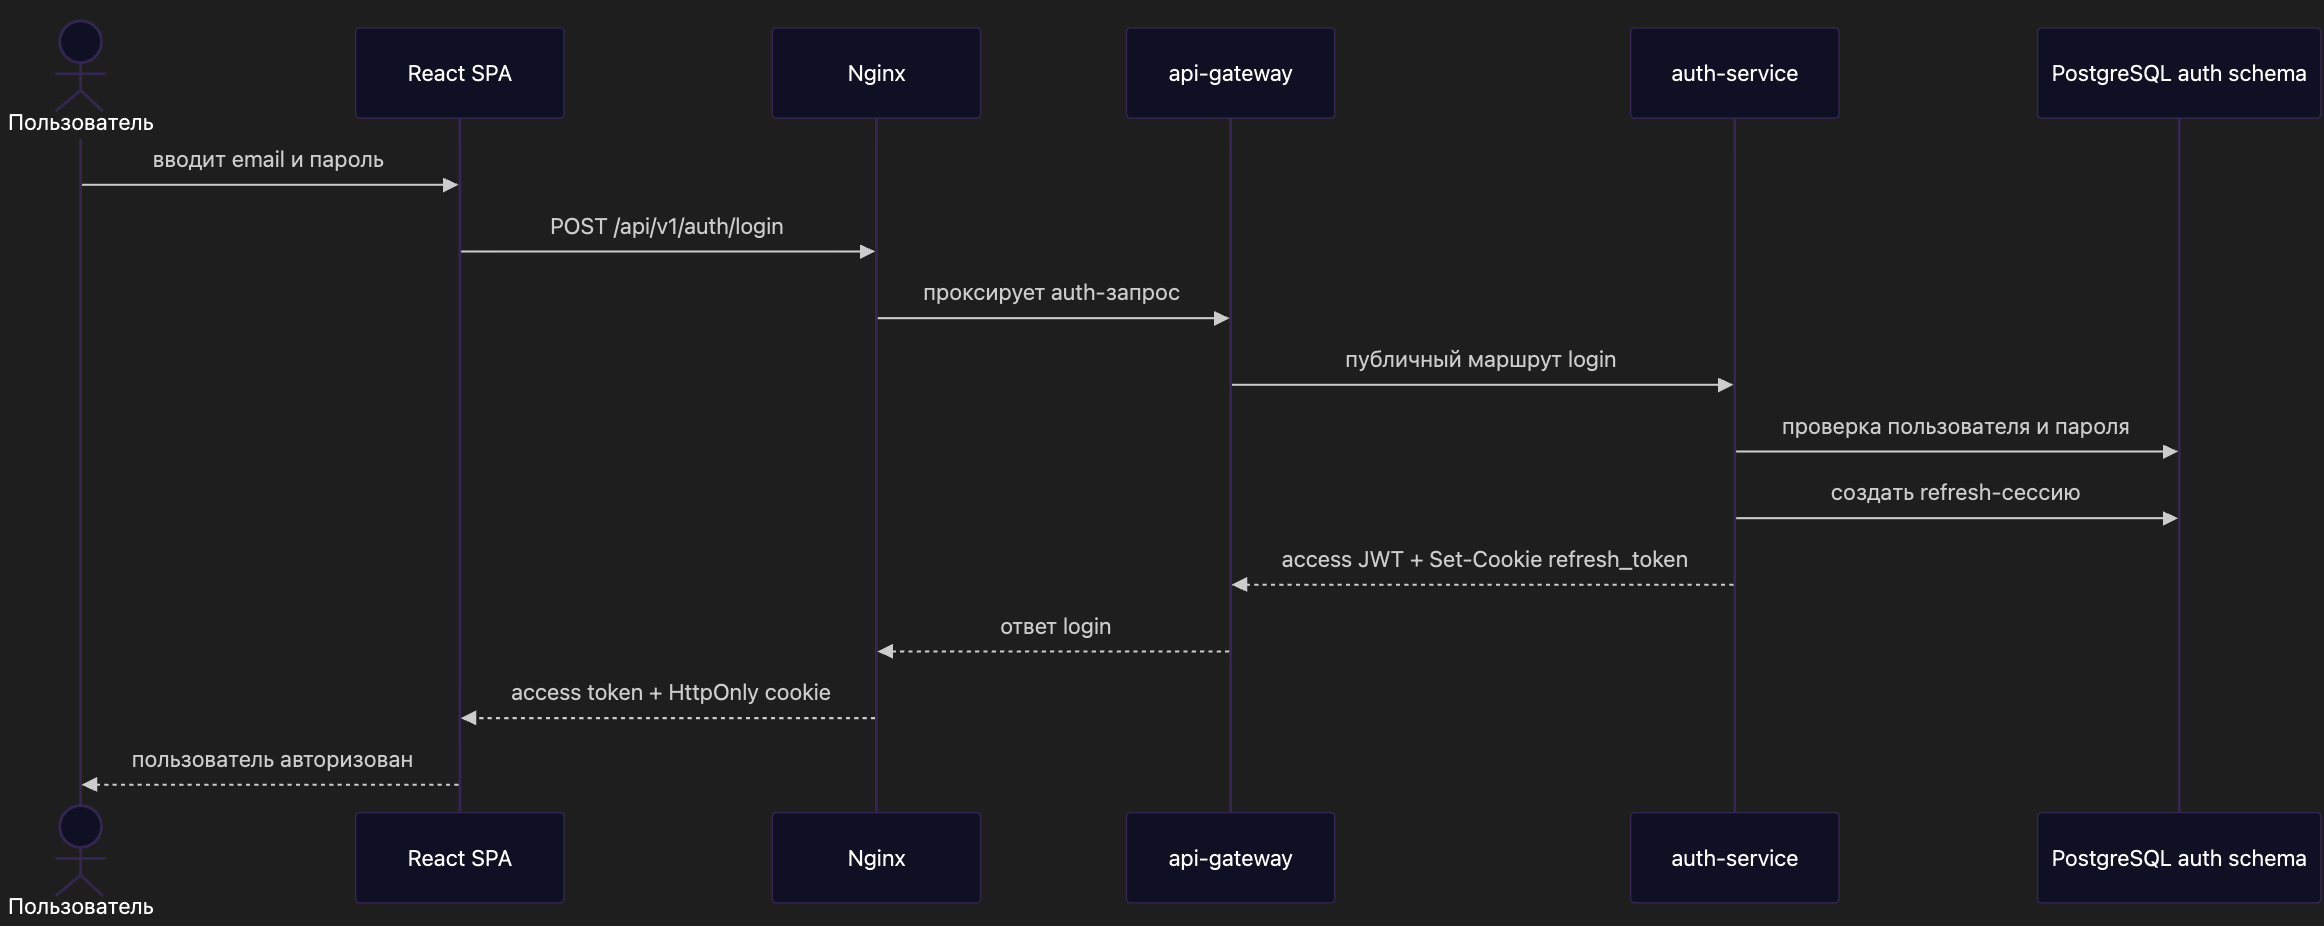 Пользователь
React SPA
Nginx
api-gateway
auth-service
PostgreSQL auth schema
вводит email и пароль
POST /api/v1/auth/login
проксирует auth-запрос
публичный маршрут login
проверка пользователя и пароля
создать refresh-сессию
access JWT + Set-Cookie refresh_token
ответ login
access token + HttpOnly cookie
пользователь авторизован
Пользователь
React SPA
Nginx
api-gateway
auth-service
PostgreSQL auth schema